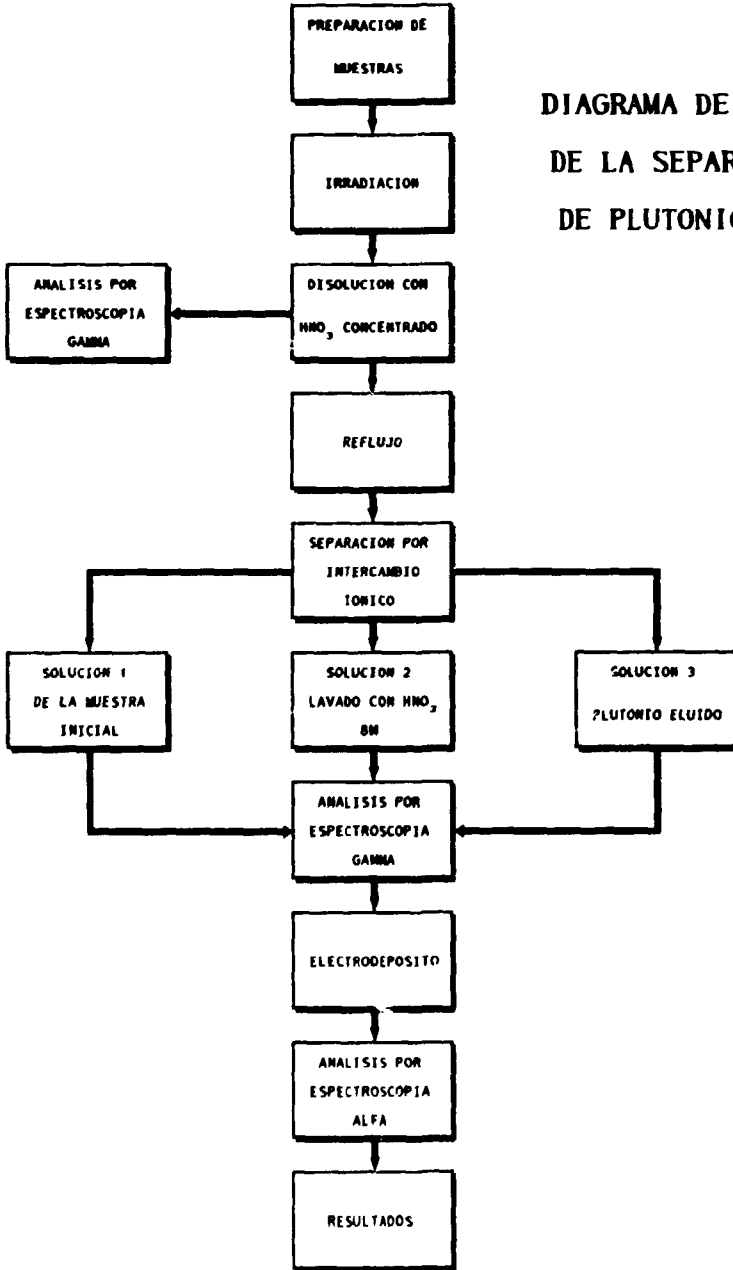 PREPARACION DE
MUESTRAS
DIAGRAMA DE
DE LA SEPAR
DE PLUTONIO
IRRADIACION
ANALISIS POR
ESPECTROSCOPIA
GAMMA
DISOLUCION CON
HNO₃ CONCENTRADO
REFLUJO
SEPARACION POR
INTERCAMBIO
IONICO
SOLUCION 1
DE LA MUESTRA
INICIAL
SOLUCION 2
LAVADO CON HNO₃
8M
SOLUCION 3
PLUTONIO ELUIDO
ANALISIS POR
ESPECTROSCOPIA
GAMMA
ELECTRODEPOSITO
ANALISIS POR
ESPECTROSCOPIA
ALFA
RESULTADOS